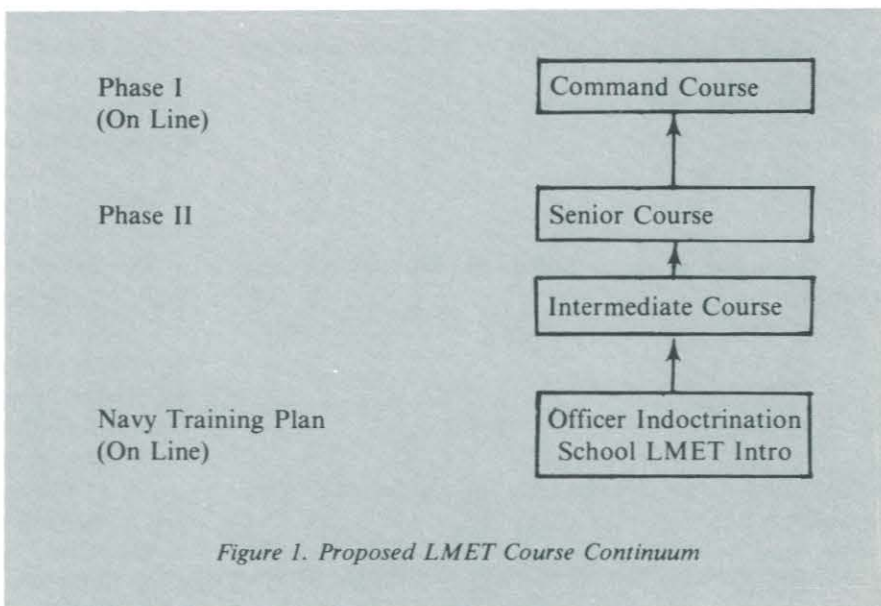 Phase I
(On Line)
Command Course
Phase II
Senior Course
Intermediate Course
Navy Training Plan
(On Line)
Officer Indoctrination
School LMET Intro
Figure 1. Proposed LMET Course Continuum